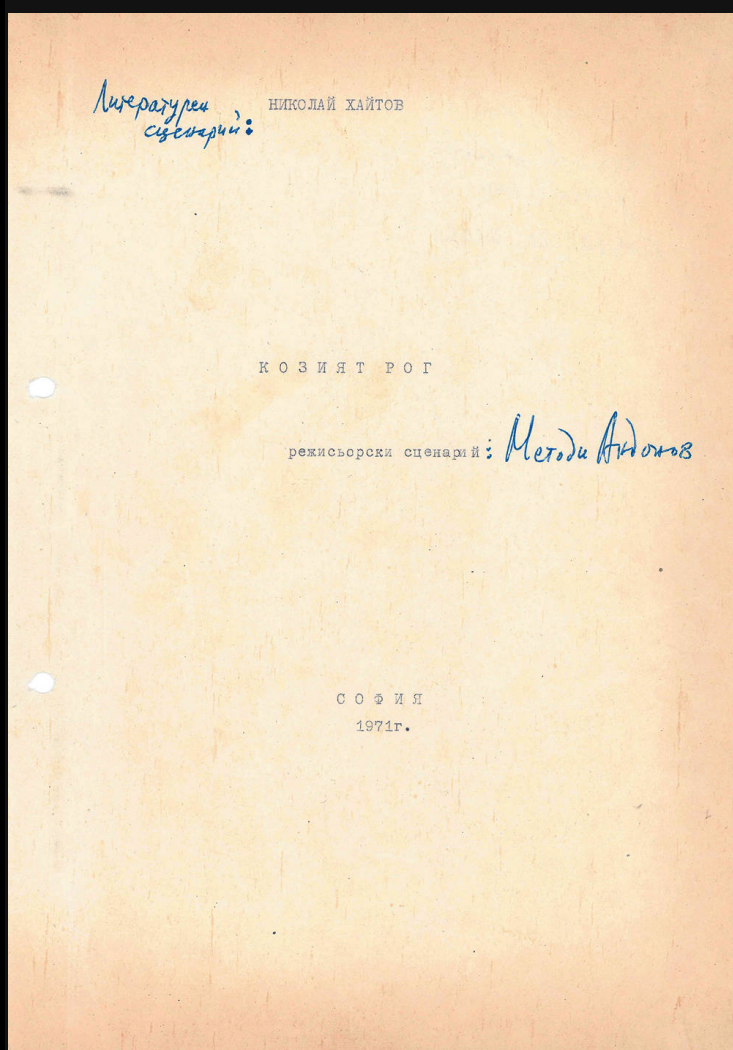 Литературен
сценарий: НИКОЛАЙ ХАЙТОВ
КОЗИЯТ РОГ
режисьорски сценарий: Методи Андонов
СОФИЯ
1971г.